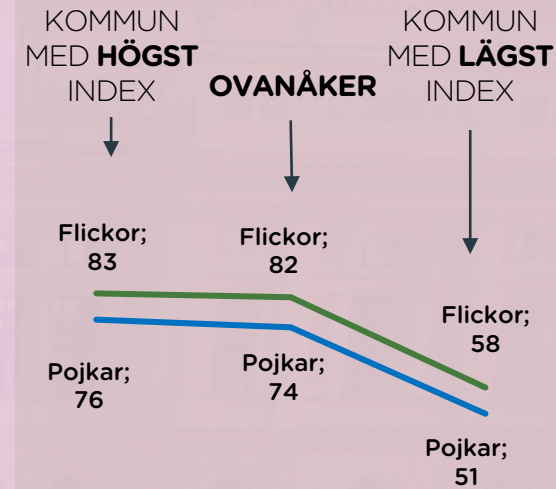 KOMMUN
MED HÖGST
INDEX
OVANÅKER
KOMMUN
MED LÄGST
INDEX
Flickor;
83
Flickor;
82
Flickor;
58
Pojkar;
76
Pojkar;
74
Pojkar;
51